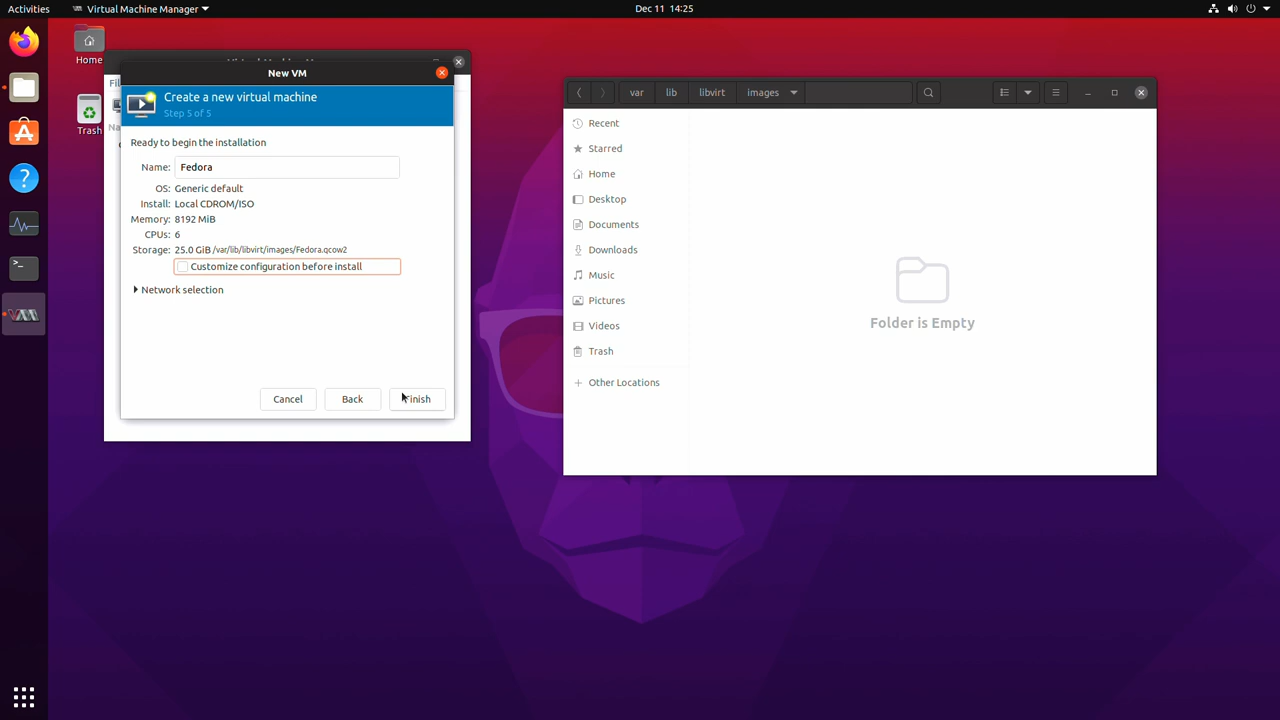 Activities
Virtual Machine Manager
Dec 11 14:25
Home
Trash
New VM
Create a new virtual machine
Step 5 of 5
Ready to begin the installation
Name: Fedora
OS: Generic default
Install: Local CDROM/ISO
Memory: 8192 MiB
CPUs: 6
Storage: 25.0 GiB /var/lib/libvirt/images/Fedora.qcow2
Customize configuration before install
Network selection
Cancel Back Finish
var lib libvirt images
Recent
Starred
Home
Desktop
Documents
Downloads
Music
Pictures
Videos
Trash
Other Locations
Folder is Empty